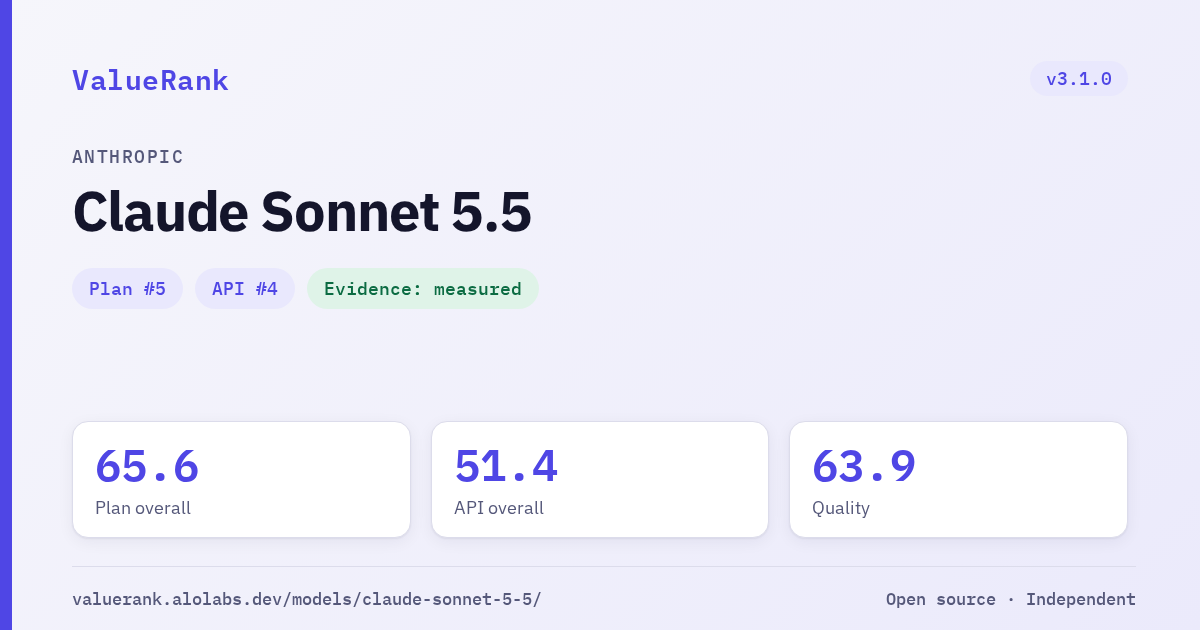 ValueRank
v3.1.0
ANTHROPIC
Claude Sonnet 5.5
Plan #5
API #4
Evidence: measured
65.6
Plan overall
51.4
API overall
63.9
Quality
valuerank.alolabs.dev/models/claude-sonnet-5-5/
Open source · Independent